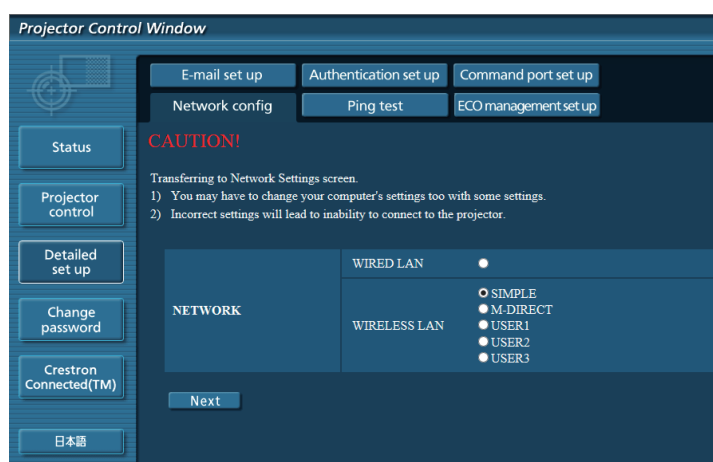 Projector Control Window
E-mail set up
Authentication set up
Command port set up
Network config
Ping test
ECO management set up
Status
Projector
control
Detailed
set up
Change
password
Crestron
Connected(TM)
日本語
CAUTION!
Transferring to Network Settings screen.
1) You may have to change your computer's settings too with some settings.
2) Incorrect settings will lead to inability to connect to the projector.
NETWORK
WIRED LAN
WIRELESS LAN
SIMPLE
M-DIRECT
USER1
USER2
USER3
Next